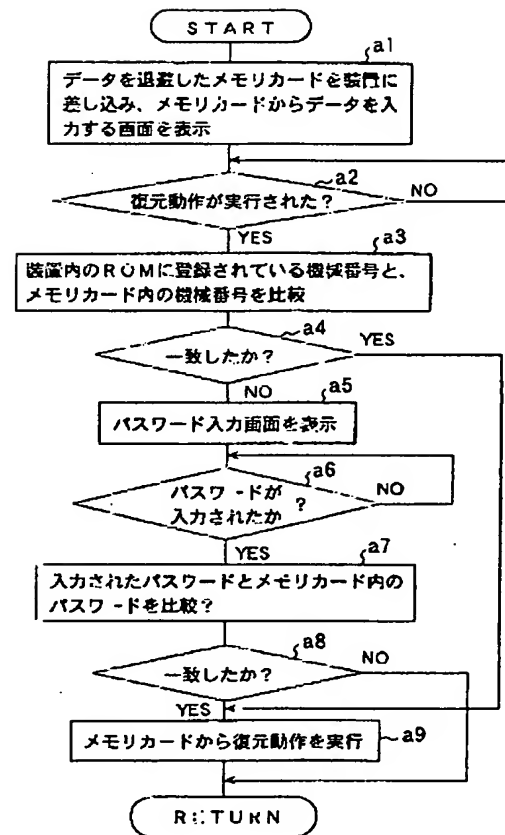 START
a1
データを退避したメモリカードを装置に
差し込み、メモリカードからデータを入
力する画面を表示
a2
復元動作が実行された?
NO
YES
a3
装置内のROMに登録されている機械番号と、
メモリカード内の機械番号を比較
a4
一致したか?
YES
NO
a5
パスワード入力画面を表示
a6
パスワードが
入力されたか
?
NO
YES
a7
入力されたパスワードとメモリカード内の
パスワードを比較?
a8
一致したか?
NO
YES
メモリカードから復元動作を実行
a9
RETURN